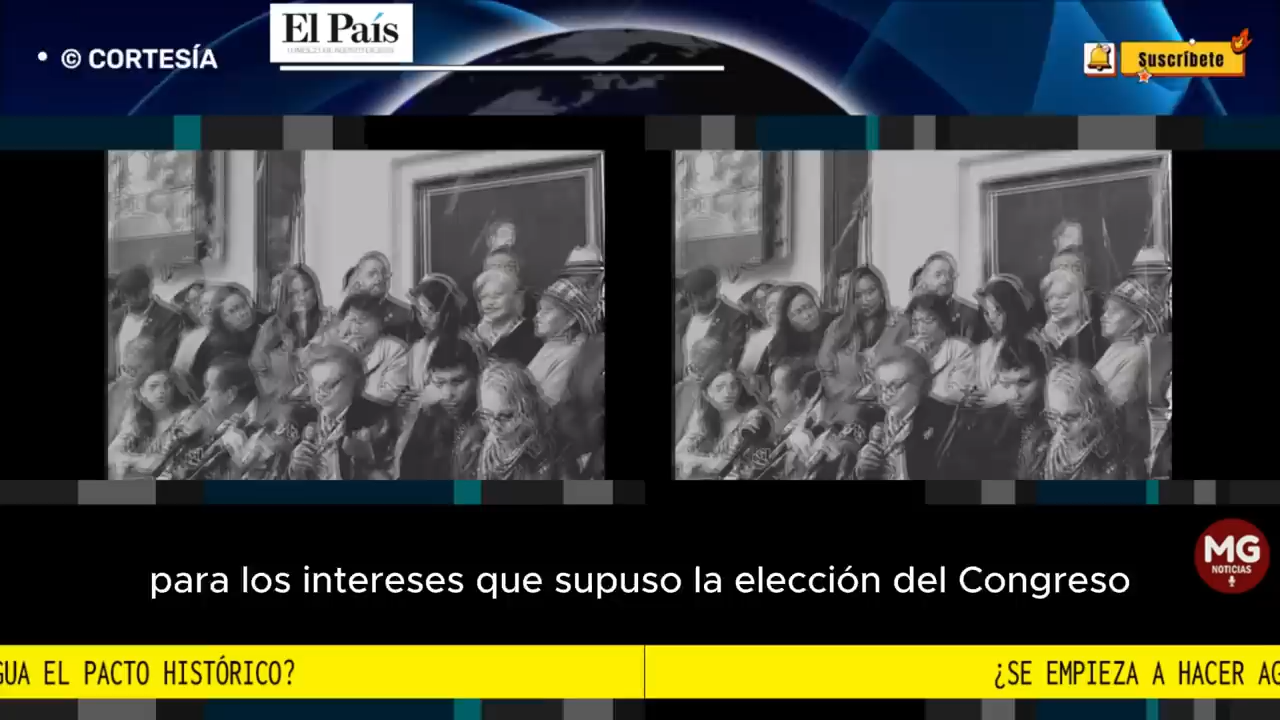 © CORTESÍA
El País
Suscríbete
MG
NOTICIAS
para los intereses que supuso la elección del Congreso
GUA EL PACTO HISTÓRICO?
¿SE EMPIEZA A HACER AG